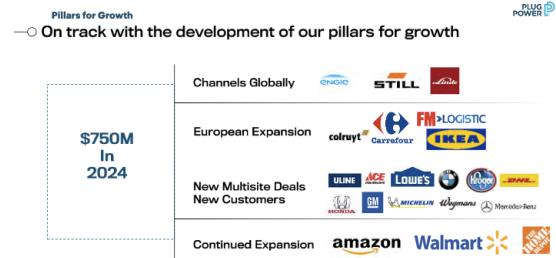 Pillars for Growth
PLUG
POWER
On track with the development of our pillars for growth
$750M
In
2024
Channels Globally
ENGIE
STILL
Linde
European Expansion
colruyt
Carrefour
FM>LOGISTIC
IKEA
New Multisite Deals
New Customers
ULINE
ACE
LOWE'S
BMW
Kroger
DHL
HONDA
GM
MICHELIN
Wegmans
Mercedes-Benz
Continued Expansion
amazon
Walmart
THE HOME DEPOT